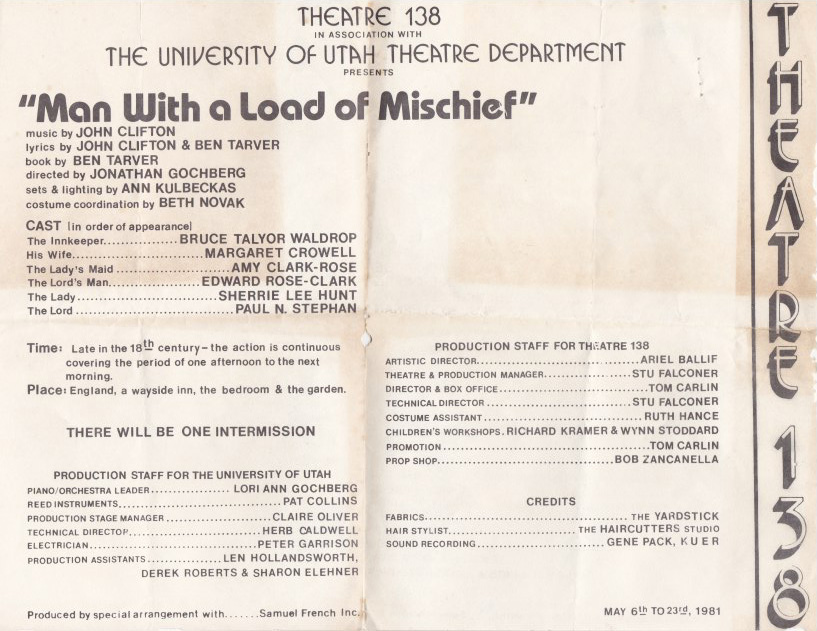 THEATRE 138
IN ASSOCIATION WITH
THE UNIVERSITY OF UTAH THEATRE DEPARTMENT
PRESENTS
"Man With a Load of Mischief"
music by JOHN CLIFTON
lyrics by JOHN CLIFTON & BEN TARVER
book by BEN TARVER
directed by JONATHAN GOCHBERG
sets & lighting by ANN KULBECKAS
costume coordination by BETH NOVAK
CAST (in order of appearance)
The Innkeeper..................BRUCE TALYOR WALDROP
His Wife................................MARGARET CROWELL
The Lady's Maid ............................AMY CLARK-ROSE
The Lord's Man......................EDWARD ROSE-CLARK
The Lady ..................................SHERRIE LEE HUNT
The Lord ......................................PAUL N. STEPHAN
Time: Late in the 18th century – the action is continuous
covering the period of one afternoon to the next
morning.
Place: England, a wayside inn, the bedroom & the garden.
THERE WILL BE ONE INTERMISSION
PRODUCTION STAFF FOR THE UNIVERSITY OF UTAH
PIANO/ORCHESTRA LEADER ................ LORI ANN GOCHBERG
REED INSTRUMENTS.................................PAT COLLINS
PRODUCTION STAGE MANAGER .....................CLAIRE OLIVER
TECHNICAL DIRECTOR...........................HERB CALDWELL
ELECTRICIAN.................................PETER GARRISON
PRODUCTION ASSISTANTS..........LEN HOLLANDSWORTH,
DEREK ROBERTS & SHARON ELEHNER
Produced by special arrangement with.......Samuel French Inc.
PRODUCTION STAFF FOR THEATRE 138
ARTISTIC DIRECTOR.................................ARIEL BALLIF
THEATRE & PRODUCTION MANAGER..................STU FALCONER
DIRECTOR & BOX OFFICE..............................TOM CARLIN
TECHNICAL DIRECTOR ...............................STU FALCONER
COSTUME ASSISTANT.................................RUTH HANCE
CHILDREN'S WORKSHOPS. RICHARD KRAMER & WYNN STODDARD
PROMOTION.........................................TOM CARLIN
PROP SHOP....................................BOB ZANCANELLA
CREDITS
FABRICS......................................... THE YARDSTICK
HAIR STYLIST..........................THE HAIRCUTTERS STUDIO
SOUND RECORDING.......................... GENE PACK, K U E R
MAY 6th TO 23rd, 1981
THEATRE 138